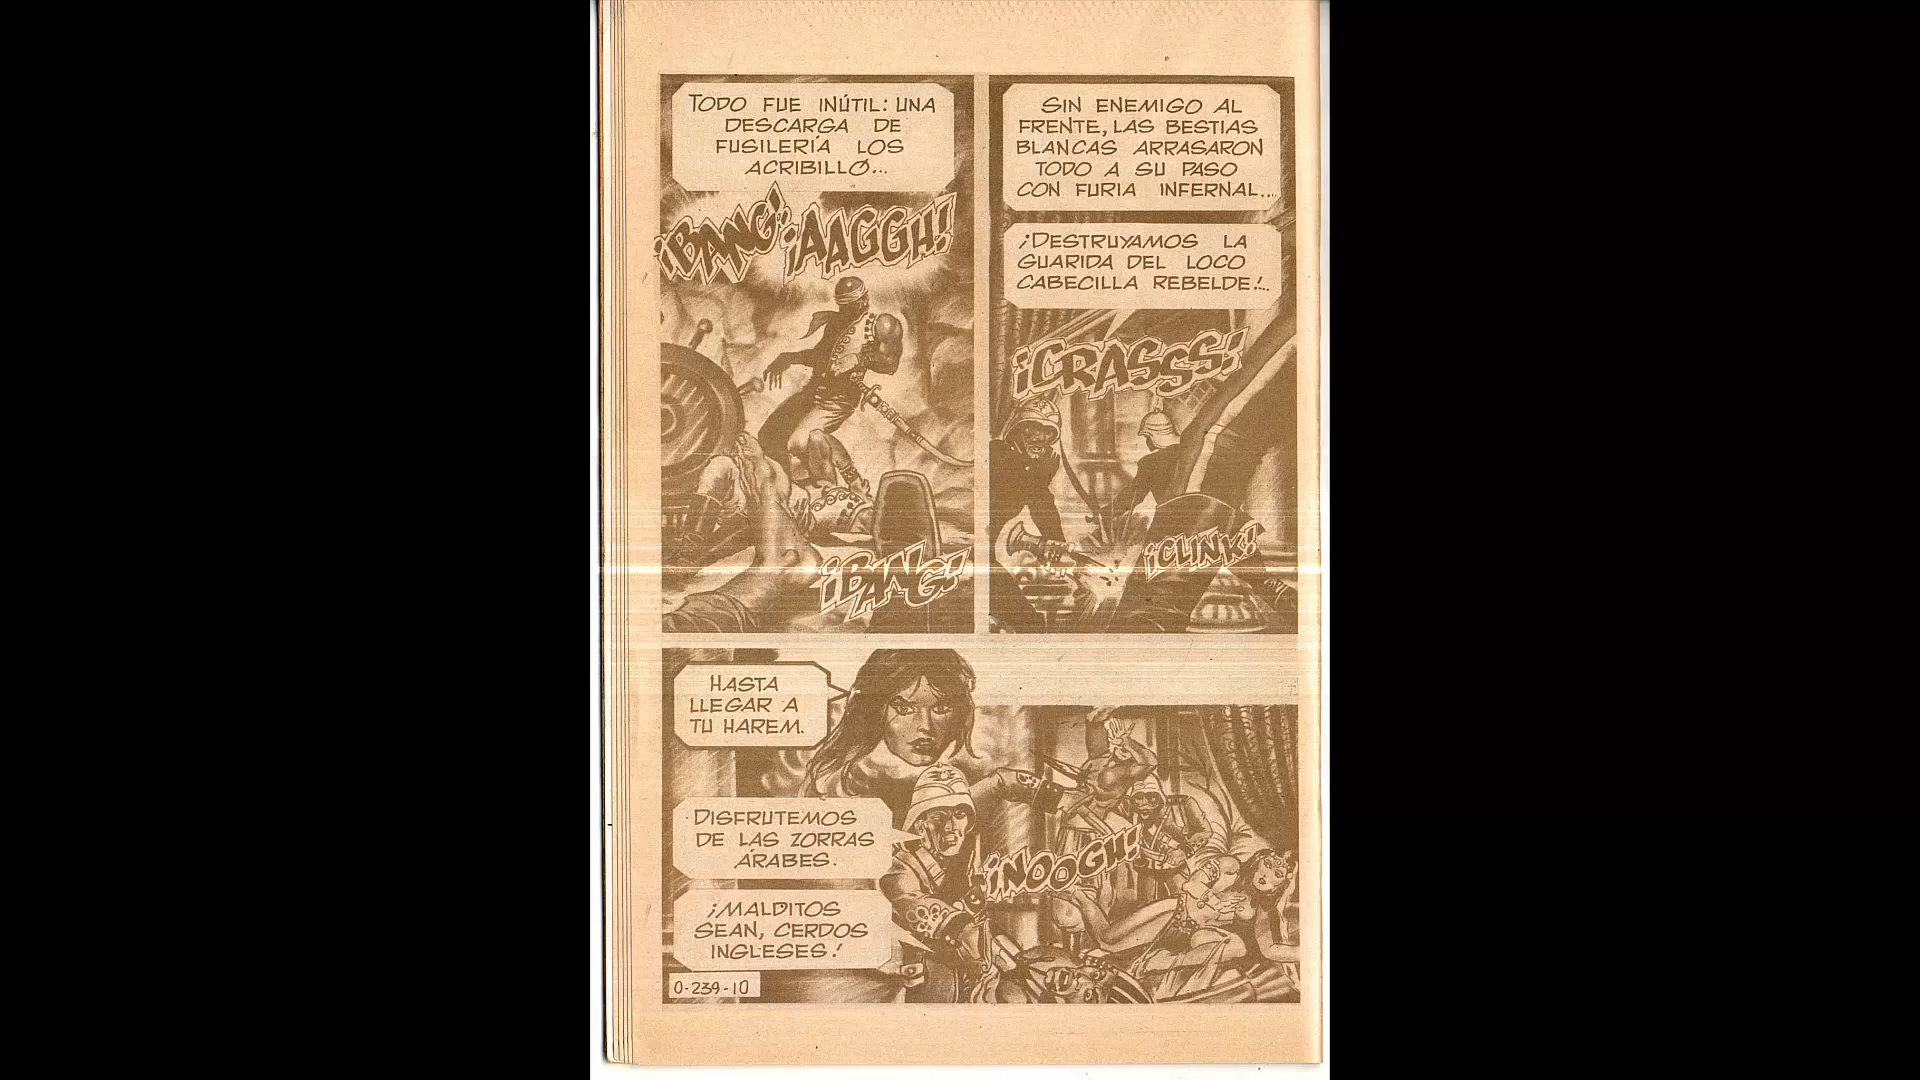 TODO FUE INÚTIL: UNA
DESCARGA DE
FUSILERÍA LOS
ACRIBILLÓ...
¡BANG!
¡AAGGH!
¡BANG!
SIN ENEMIGO AL
FRENTE, LAS BESTIAS
BLANCAS ARRASARON
TODO A SU PASO
CON FURIA INFERNAL...
¡DESTRUYAMOS LA
GUARIDA DEL LOCO
CABECILLA REBELDE!..
¡CRASSS!
¡CLINK!
HASTA
LLEGAR A
TU HAREM.
DISFRUTEMOS
DE LAS ZORRAS
ÁRABES.
¡NOOGH!
¡MALDITOS
SEAN, CERDOS
INGLESES!
0-239-10